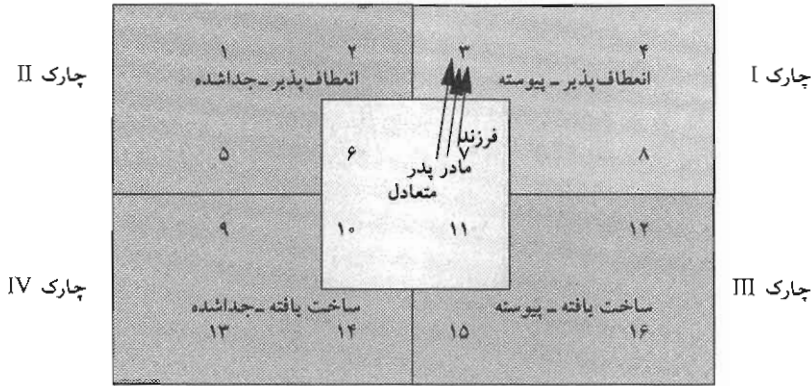 ۱ ۲ ۳ ۴
چارک II انعطاف‌پذیر – جداشده انعطاف‌پذیر – پیوسته چارک I
فرزند
۵ ۶ ۷ ۸
مادر پدر
متعادل
۹ ۱۰ ۱۱ ۱۲
چارک IV ساخت یافته – جداشده ساخت یافته – پیوسته چارک III
۱۳ ۱۴ ۱۵ ۱۶